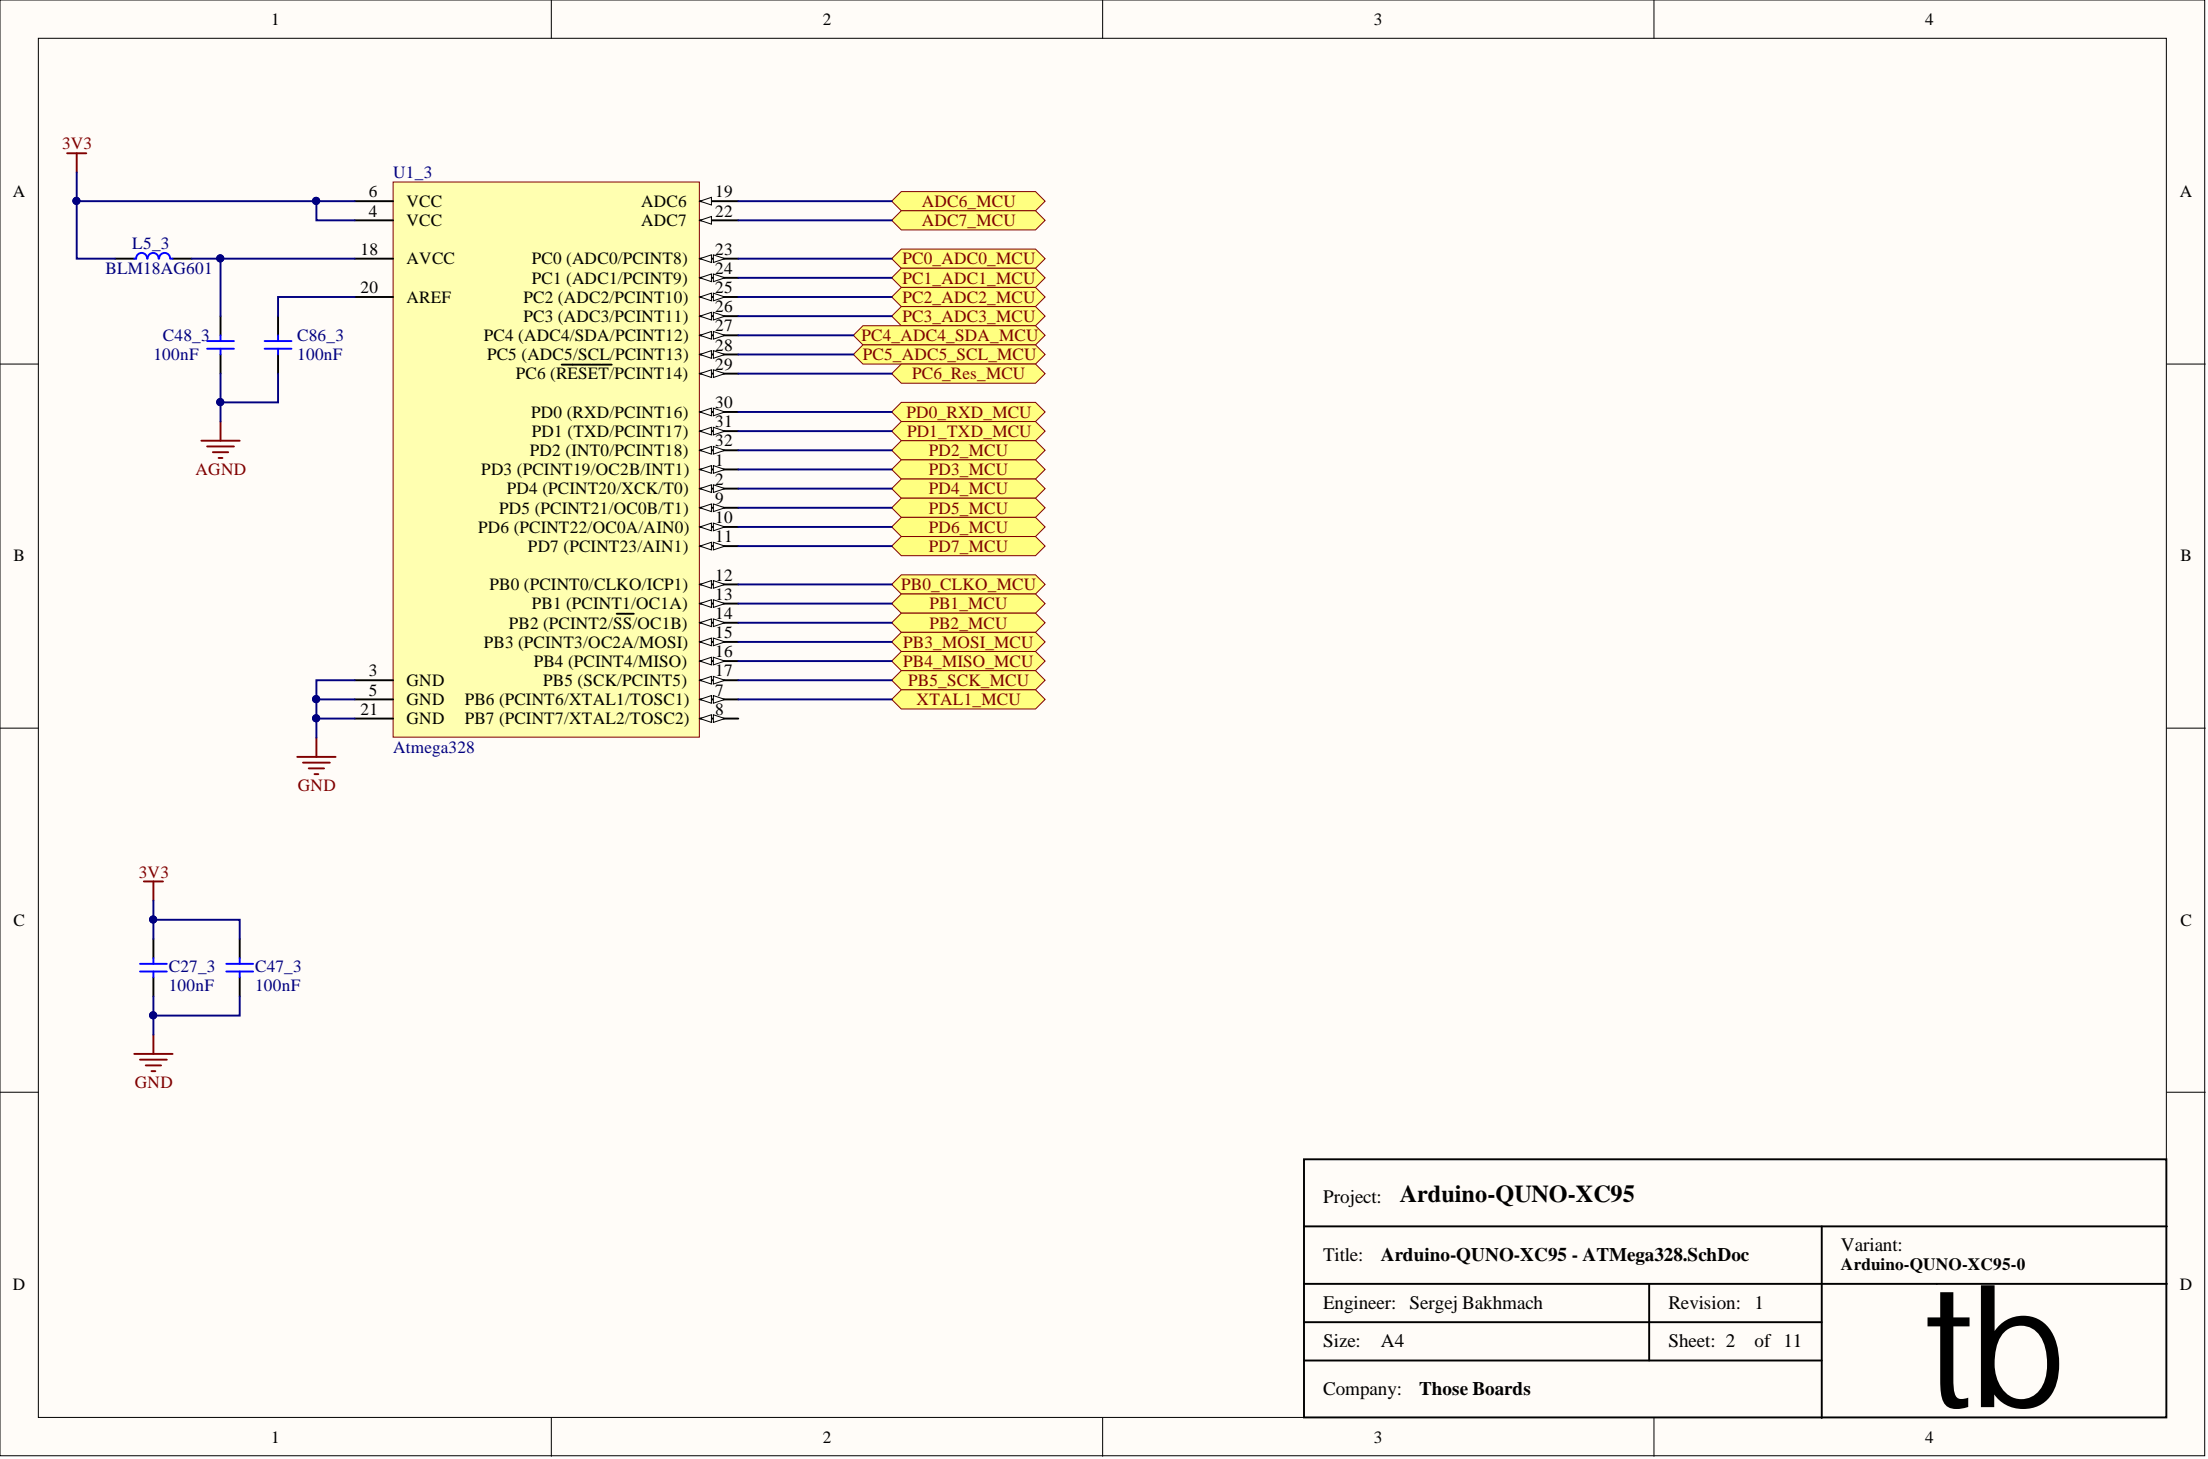 1 2 3 4
A A
B B
C C
D D
3V3
L5_3
BLM18AG601
C48_3
100nF
C86_3
100nF
AGND
U1_3
6 VCC
4 VCC
18 AVCC
20 AREF
3 GND
5 GND
21 GND
GND
Atmega328
ADC6 19 ADC6_MCU
ADC7 22 ADC7_MCU
PC0 (ADC0/PCINT8) 23 PC0_ADC0_MCU
PC1 (ADC1/PCINT9) 24 PC1_ADC1_MCU
PC2 (ADC2/PCINT10) 25 PC2_ADC2_MCU
PC3 (ADC3/PCINT11) 26 PC3_ADC3_MCU
PC4 (ADC4/SDA/PCINT12) 27 PC4_ADC4_SDA_MCU
PC5 (ADC5/SCL/PCINT13) 28 PC5_ADC5_SCL_MCU
PC6 (RESET/PCINT14) 29 PC6_Res_MCU
PD0 (RXD/PCINT16) 30 PD0_RXD_MCU
PD1 (TXD/PCINT17) 31 PD1_TXD_MCU
PD2 (INT0/PCINT18) 32 PD2_MCU
PD3 (PCINT19/OC2B/INT1) 1 PD3_MCU
PD4 (PCINT20/XCK/T0) 2 PD4_MCU
PD5 (PCINT21/OC0B/T1) 9 PD5_MCU
PD6 (PCINT22/OC0A/AIN0) 10 PD6_MCU
PD7 (PCINT23/AIN1) 11 PD7_MCU
PB0 (PCINT0/CLKO/ICP1) 12 PB0_CLKO_MCU
PB1 (PCINT1/OC1A) 13 PB1_MCU
PB2 (PCINT2/SS/OC1B) 14 PB2_MCU
PB3 (PCINT3/OC2A/MOSI) 15 PB3_MOSI_MCU
PB4 (PCINT4/MISO) 16 PB4_MISO_MCU
PB5 (SCK/PCINT5) 17 PB5_SCK_MCU
PB6 (PCINT6/XTAL1/TOSC1) 7 XTAL1_MCU
PB7 (PCINT7/XTAL2/TOSC2) 8
3V3
C27_3
100nF
C47_3
100nF
GND
Project: Arduino-QUNO-XC95
Title: Arduino-QUNO-XC95 - ATMega328.SchDoc
Variant:
Arduino-QUNO-XC95-0
Engineer: Sergej Bakhmach
Revision: 1
Size: A4
Sheet: 2 of 11
Company: Those Boards
tb
1 2 3 4